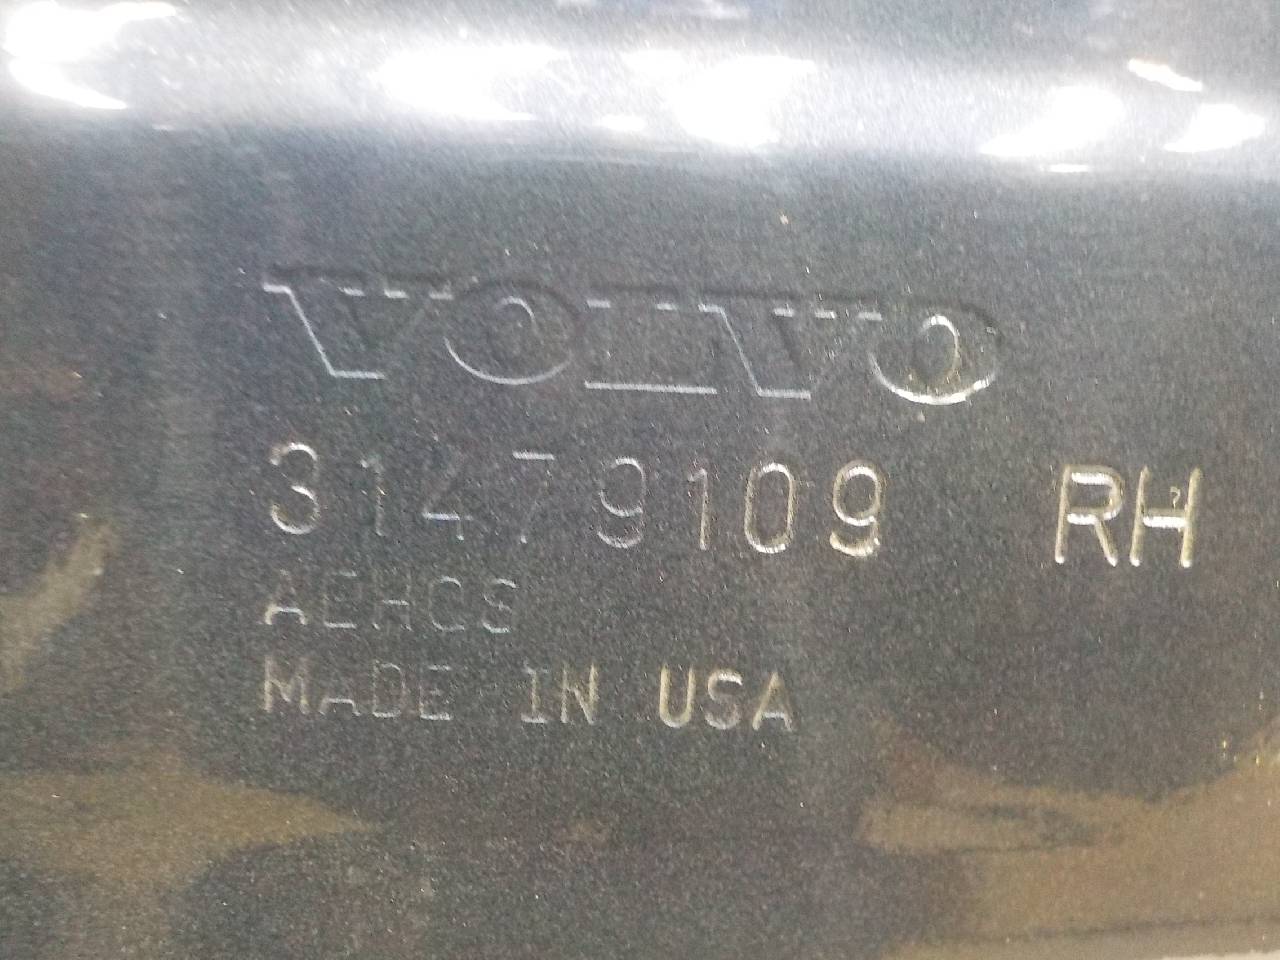 VOLVO
31479109 RH
AEHCS
MADE IN USA